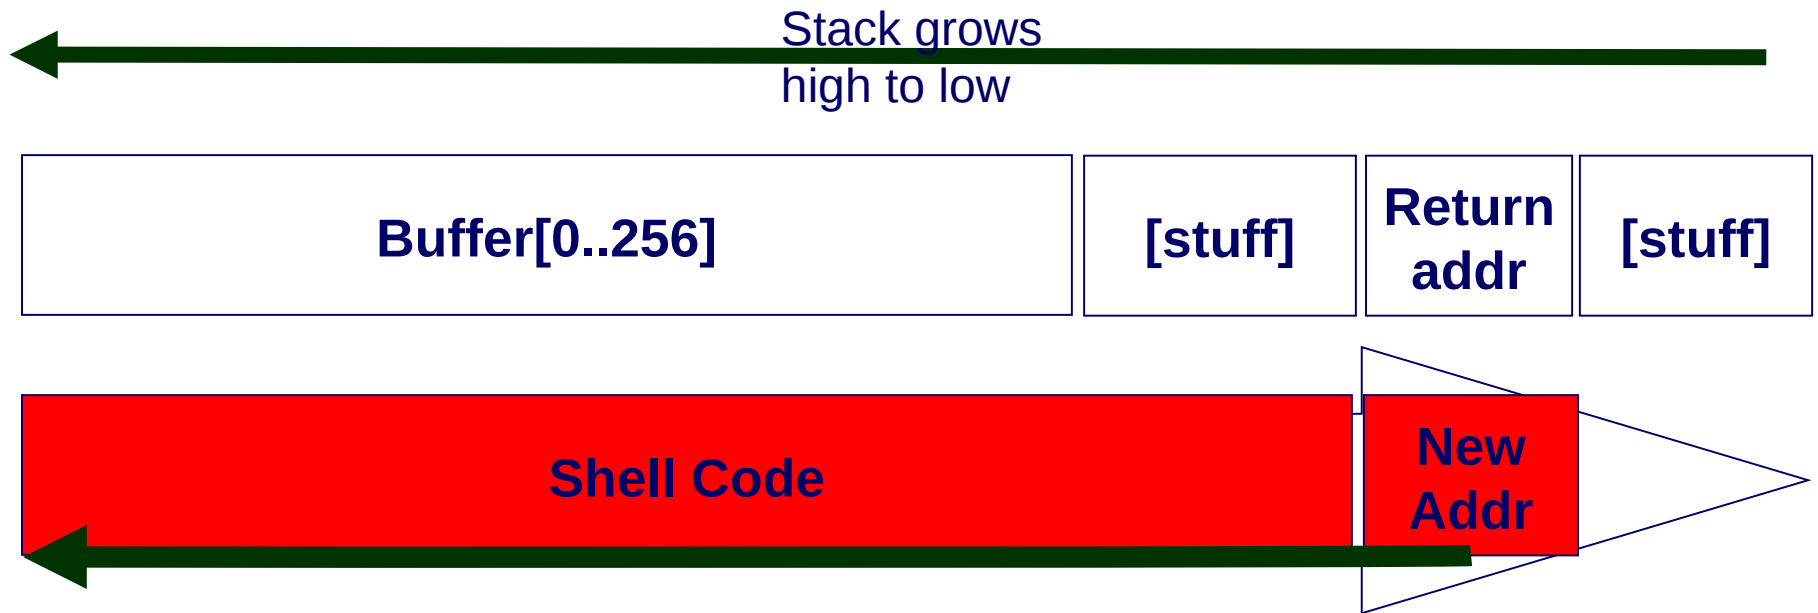 Stack grows
high to low
Buffer[0..256]
[stuff]
Return
addr
[stuff]
Shell Code
New
Addr